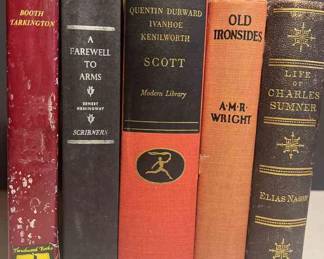 BOOTH
TARKINGTON
A
FAREWELL
TO
ARMS
ERNEST
HEMINGWAY
SCRIBNERS
QUENTIN DURWARD
IVANHOE
KENILWORTH
SCOTT
Modern Library
OLD
IRONSIDES
A·M·R·
WRIGHT
LIFE
OF
CHARLES
SUMNER
ELIAS NASON